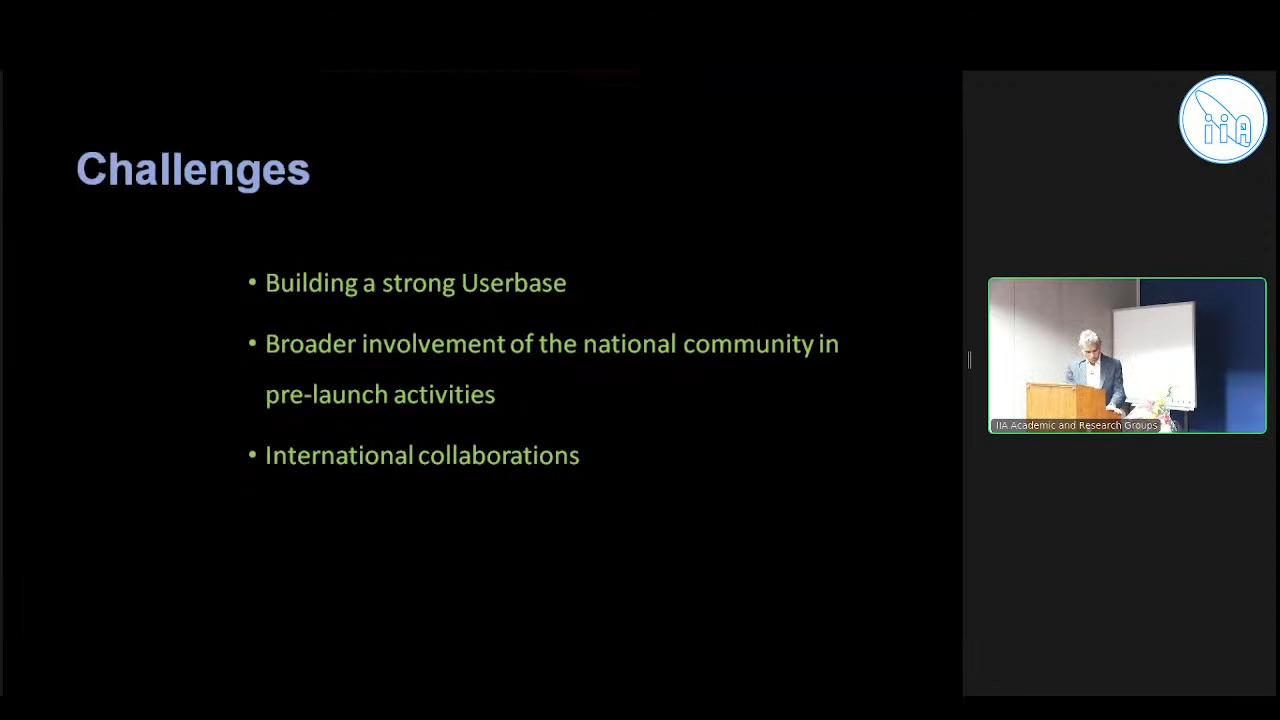 iiA
Challenges
• Building a strong Userbase
• Broader involvement of the national community in
pre-launch activities
• International collaborations
IIA Academic and Research Groups